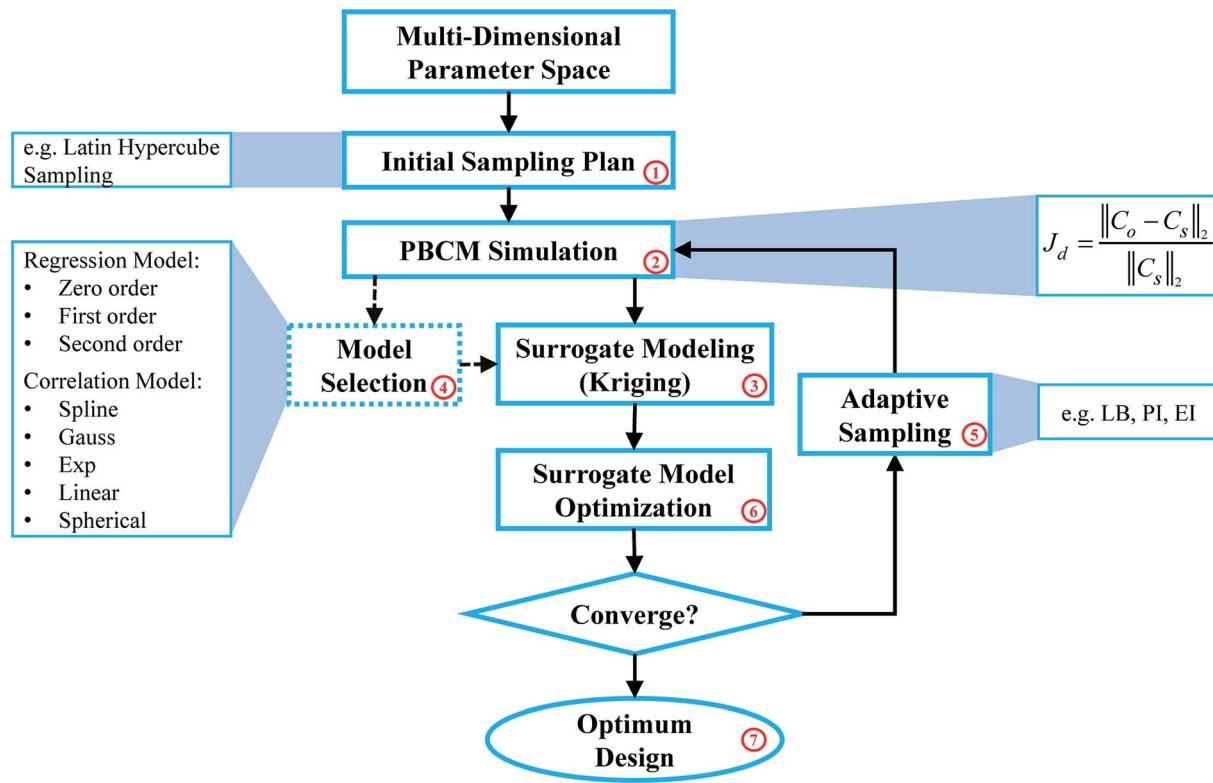 Multi-Dimensional
Parameter Space
e.g. Latin Hypercube
Sampling
Initial Sampling Plan
1
PBCM Simulation
2
J_d = ‖C_o − C_s‖_2 / ‖C_s‖_2
Regression Model:
• Zero order
• First order
• Second order
Correlation Model:
• Spline
• Gauss
• Exp
• Linear
• Spherical
Model
Selection 4
Surrogate Modeling
(Kriging) 3
Adaptive
Sampling 5
e.g. LB, PI, EI
Surrogate Model
Optimization 6
Converge?
Optimum
Design 7